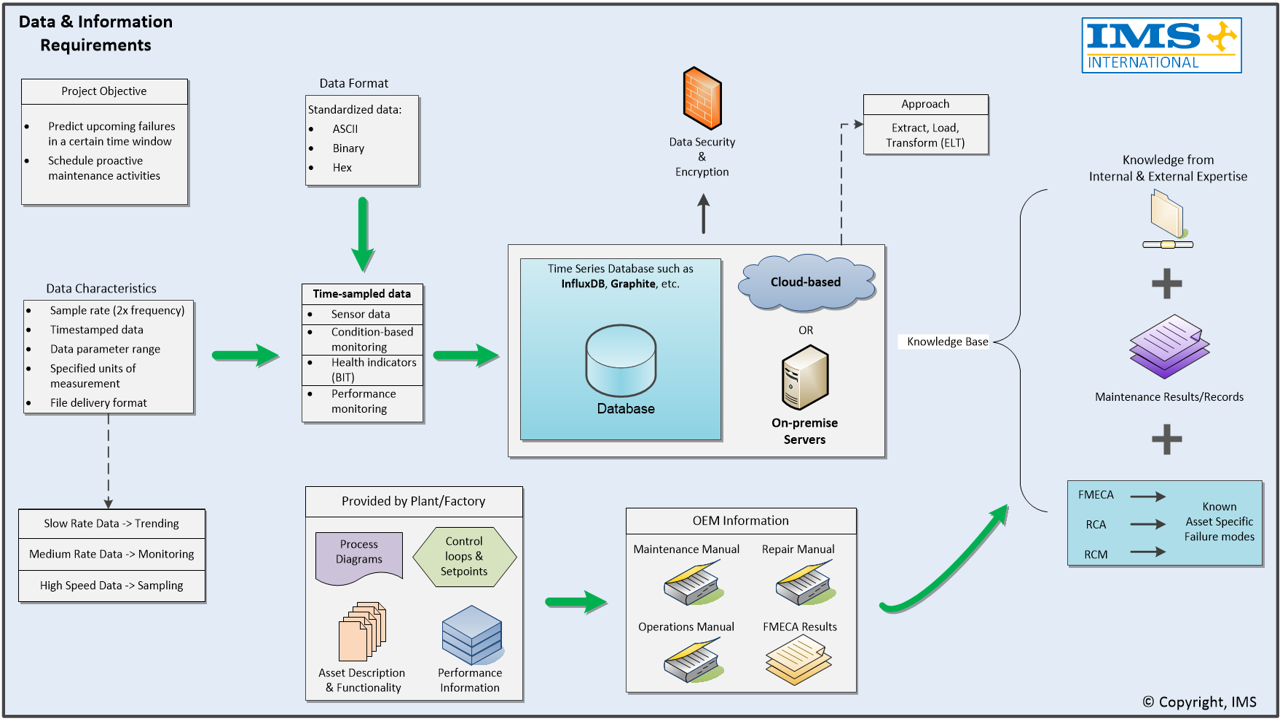 Data & Information
Requirements
IMS
INTERNATIONAL
Project Objective
• Predict upcoming failures
in a certain time window
• Schedule proactive
maintenance activities
Data Format
Standardized data:
• ASCII
• Binary
• Hex
Data Security
&
Encryption
Approach
Extract, Load,
Transform (ELT)
Data Characteristics
• Sample rate (2x frequency)
• Timestamped data
• Data parameter range
• Specified units of
measurement
• File delivery format
Time-sampled data
• Sensor data
• Condition-based
monitoring
• Health indicators
(BIT)
• Performance
monitoring
Time Series Database such as
InfluxDB, Graphite, etc.
Database
Cloud-based
OR
On-premise
Servers
Knowledge Base
Knowledge from
Internal & External Expertise
Maintenance Results/Records
FMECA
RCA
RCM
Known
Asset Specific
Failure modes
Slow Rate Data -> Trending
Medium Rate Data -> Monitoring
High Speed Data -> Sampling
Provided by Plant/Factory
Process
Diagrams
Control
loops &
Setpoints
Asset Description
& Functionality
Performance
Information
OEM Information
Maintenance Manual
Repair Manual
Operations Manual
FMECA Results
© Copyright, IMS